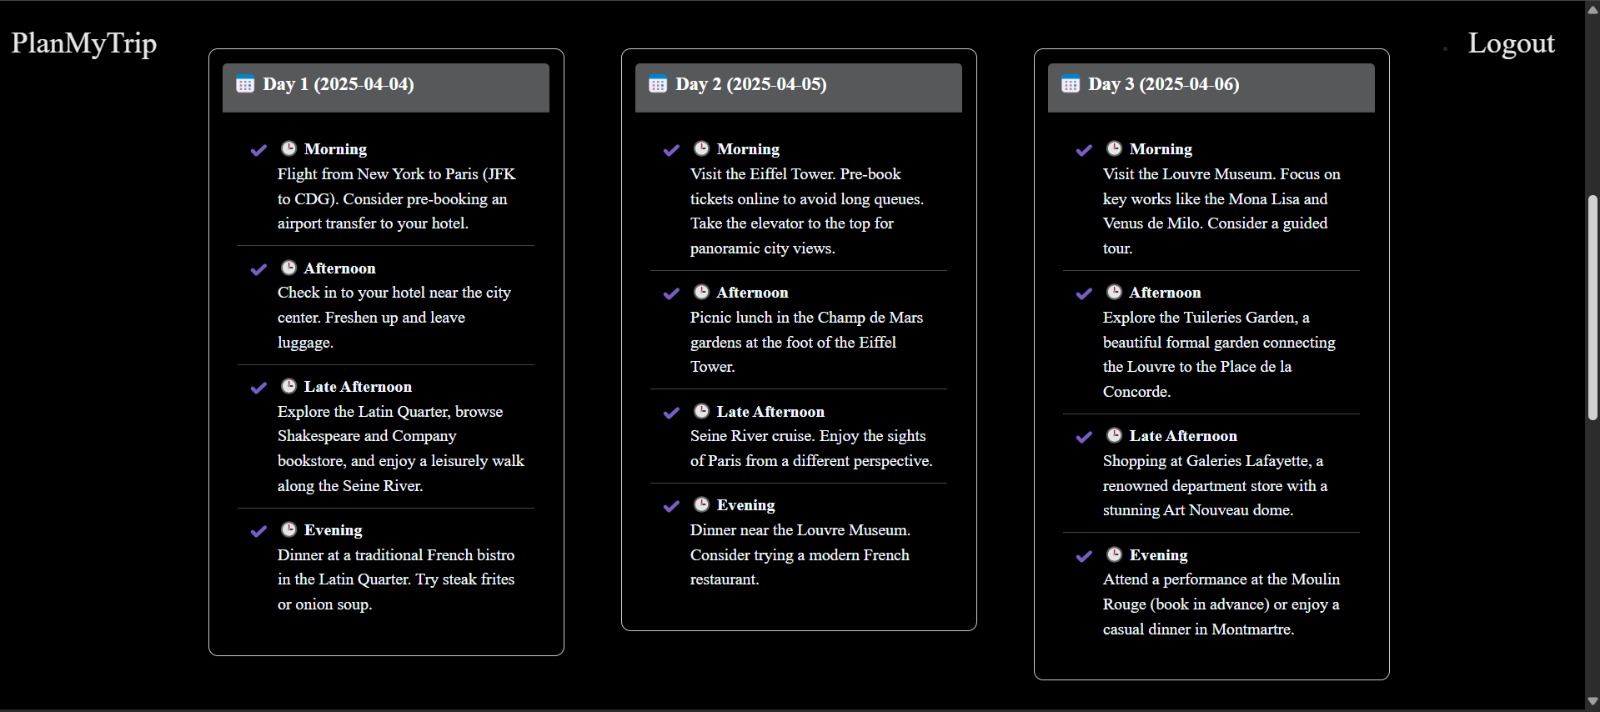 PlanMyTrip
Logout
Day 1 (2025-04-04)
Morning
Flight from New York to Paris (JFK
to CDG). Consider pre-booking an
airport transfer to your hotel.
Afternoon
Check in to your hotel near the city
center. Freshen up and leave
luggage.
Late Afternoon
Explore the Latin Quarter, browse
Shakespeare and Company
bookstore, and enjoy a leisurely walk
along the Seine River.
Evening
Dinner at a traditional French bistro
in the Latin Quarter. Try steak frites
or onion soup.
Day 2 (2025-04-05)
Morning
Visit the Eiffel Tower. Pre-book
tickets online to avoid long queues.
Take the elevator to the top for
panoramic city views.
Afternoon
Picnic lunch in the Champ de Mars
gardens at the foot of the Eiffel
Tower.
Late Afternoon
Seine River cruise. Enjoy the sights
of Paris from a different perspective.
Evening
Dinner near the Louvre Museum.
Consider trying a modern French
restaurant.
Day 3 (2025-04-06)
Morning
Visit the Louvre Museum. Focus on
key works like the Mona Lisa and
Venus de Milo. Consider a guided
tour.
Afternoon
Explore the Tuileries Garden, a
beautiful formal garden connecting
the Louvre to the Place de la
Concorde.
Late Afternoon
Shopping at Galeries Lafayette, a
renowned department store with a
stunning Art Nouveau dome.
Evening
Attend a performance at the Moulin
Rouge (book in advance) or enjoy a
casual dinner in Montmartre.